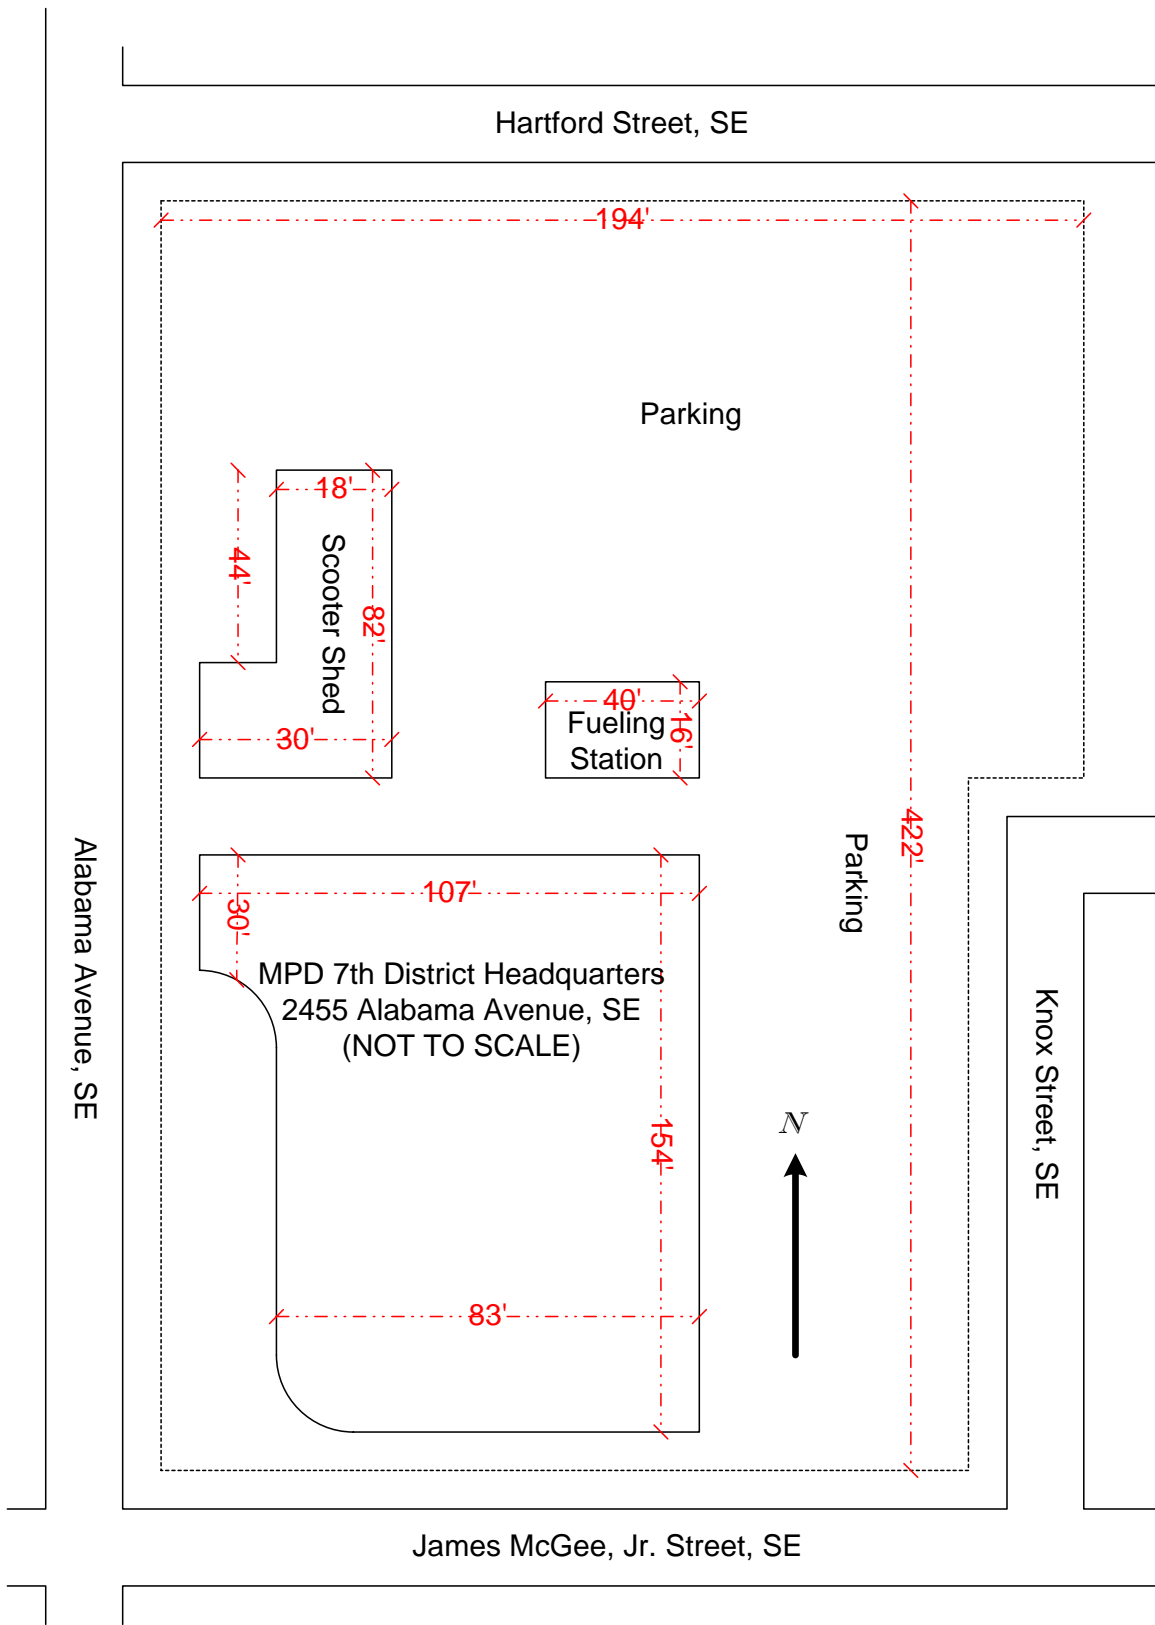 Hartford Street, SE
194'
Parking
18'
44'
Scooter Shed
82'
40'
16'
Fueling
Station
30'
422'
Parking
Alabama Avenue, SE
107'
30'
MPD 7th District Headquarters
2455 Alabama Avenue, SE
(NOT TO SCALE)
Knox Street, SE
154'
N
83'
James McGee, Jr. Street, SE